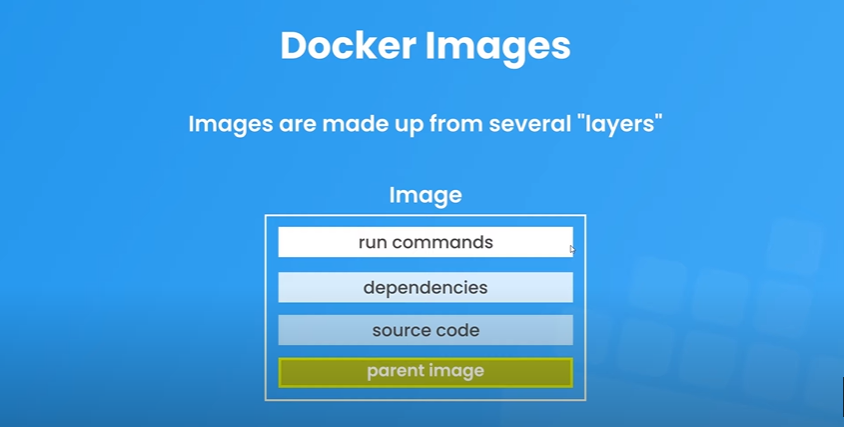 Docker Images
Images are made up from several "layers"
Image
run commands
dependencies
source code
parent image